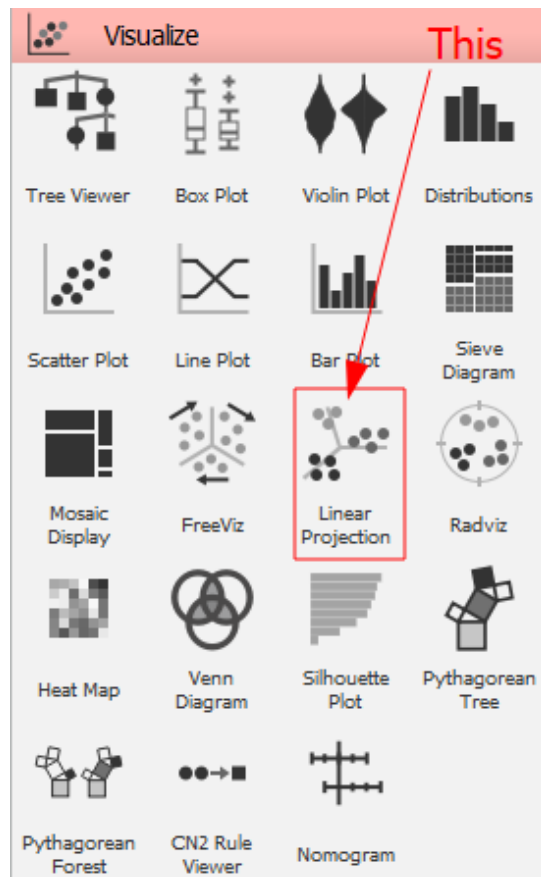 Visualize
This
Tree Viewer
Box Plot
Violin Plot
Distributions
Scatter Plot
Line Plot
Bar Plot
Sieve
Diagram
Mosaic
Display
FreeViz
Linear
Projection
Radviz
Heat Map
Venn
Diagram
Silhouette
Plot
Pythagorean
Tree
Pythagorean
Forest
CN2 Rule
Viewer
Nomogram